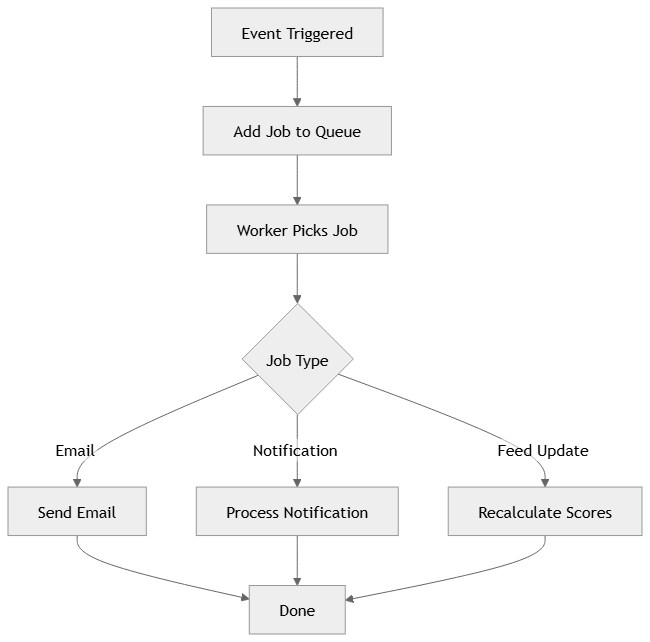 Event Triggered
Add Job to Queue
Worker Picks Job
Job Type
Email
Notification
Feed Update
Send Email
Process Notification
Recalculate Scores
Done